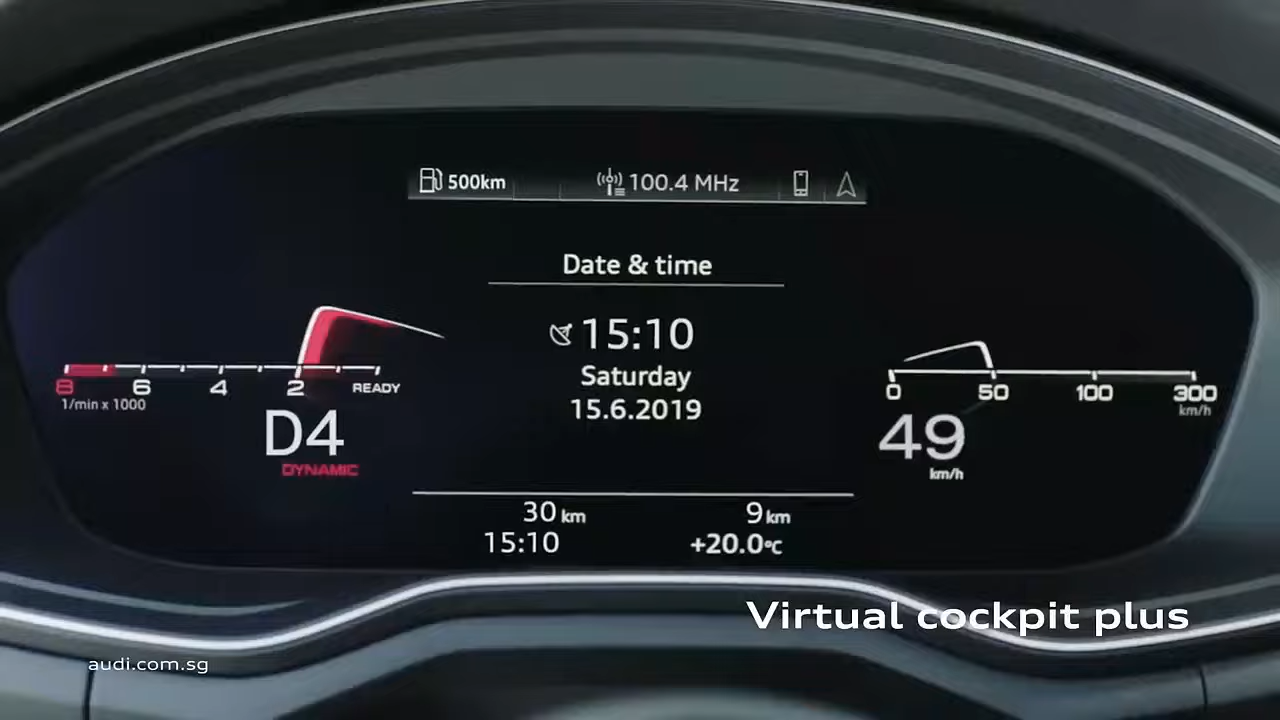 500km 100.4 MHz
Date & time
15:10
Saturday
15.6.2019
8 6 4 2 READY
1/min x 1000
D4
DYNAMIC
0 50 100 300
km/h
49
km/h
30 km 9 km
15:10 +20.0°C
Virtual cockpit plus
audi.com.sg